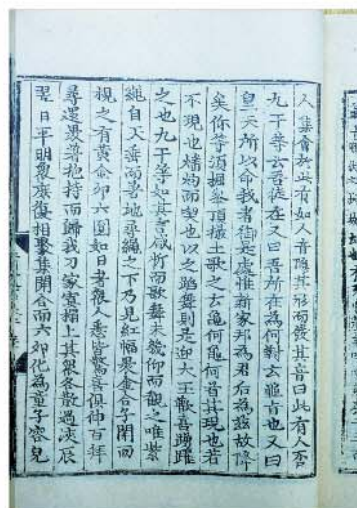 人集會於此有如人音隱其形而發其音曰此有人否
九干等云吾徒在又曰吾所在為何對云龜旨也又曰
皇天所以命我者御是處惟新家邦為君后為兹故降
矣你等須掘峯頂撮土歌之云龜何龜何首其現也若
不現也燔灼而喫也以之蹈舞則是迎大王歡喜踴躍
之也九干等如其言咸忻而歌舞未幾仰而觀之唯紫
繩自天垂而着地尋繩之下乃見紅幅裹金合子開而
視之有黃金卵六圓如日者衆人悉皆驚喜俱伸百拜
尋還裹著抱持而歸我刀家寘榻上其衆各散過浹辰
翌日平明衆庶復相聚集開合而六卵化為童子容皃